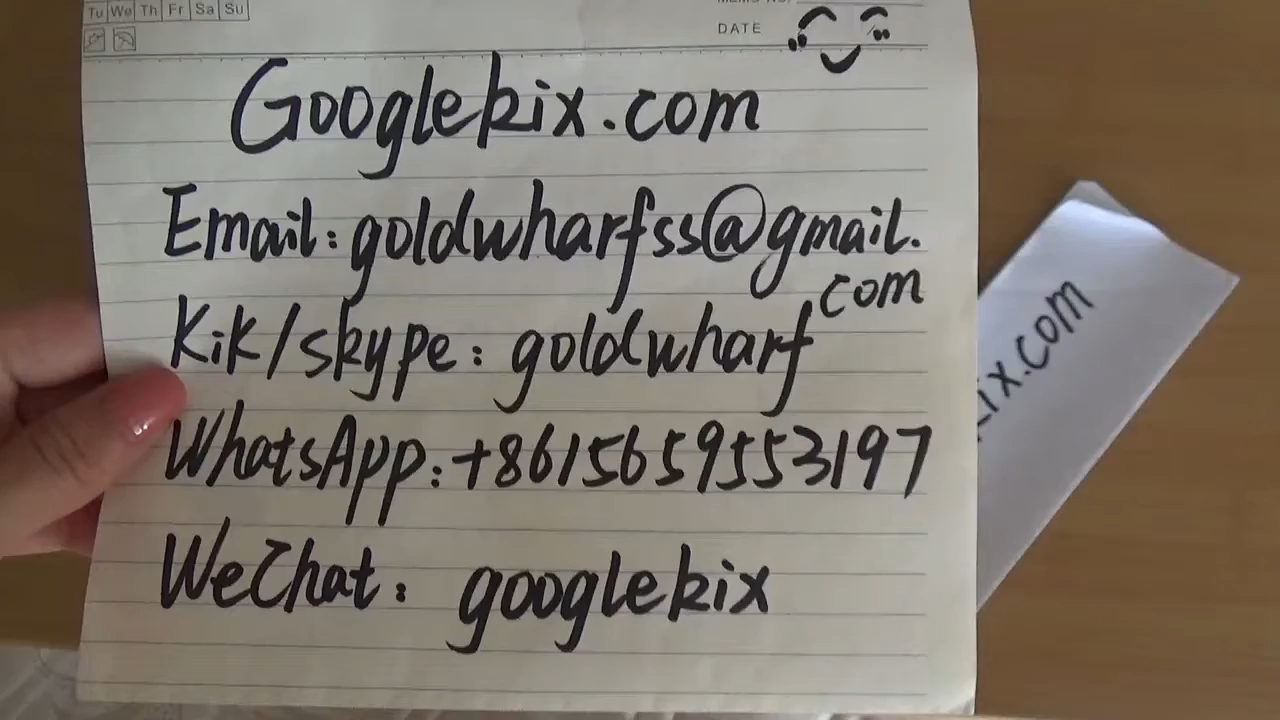 Tu We Th Fr Sa Su
DATE
Googlekix.com
Email: goldwharfss@gmail.
com
Kik/skype: goldwharf
WhatsApp: +8615659553197
WeChat: googlekix
ix.com